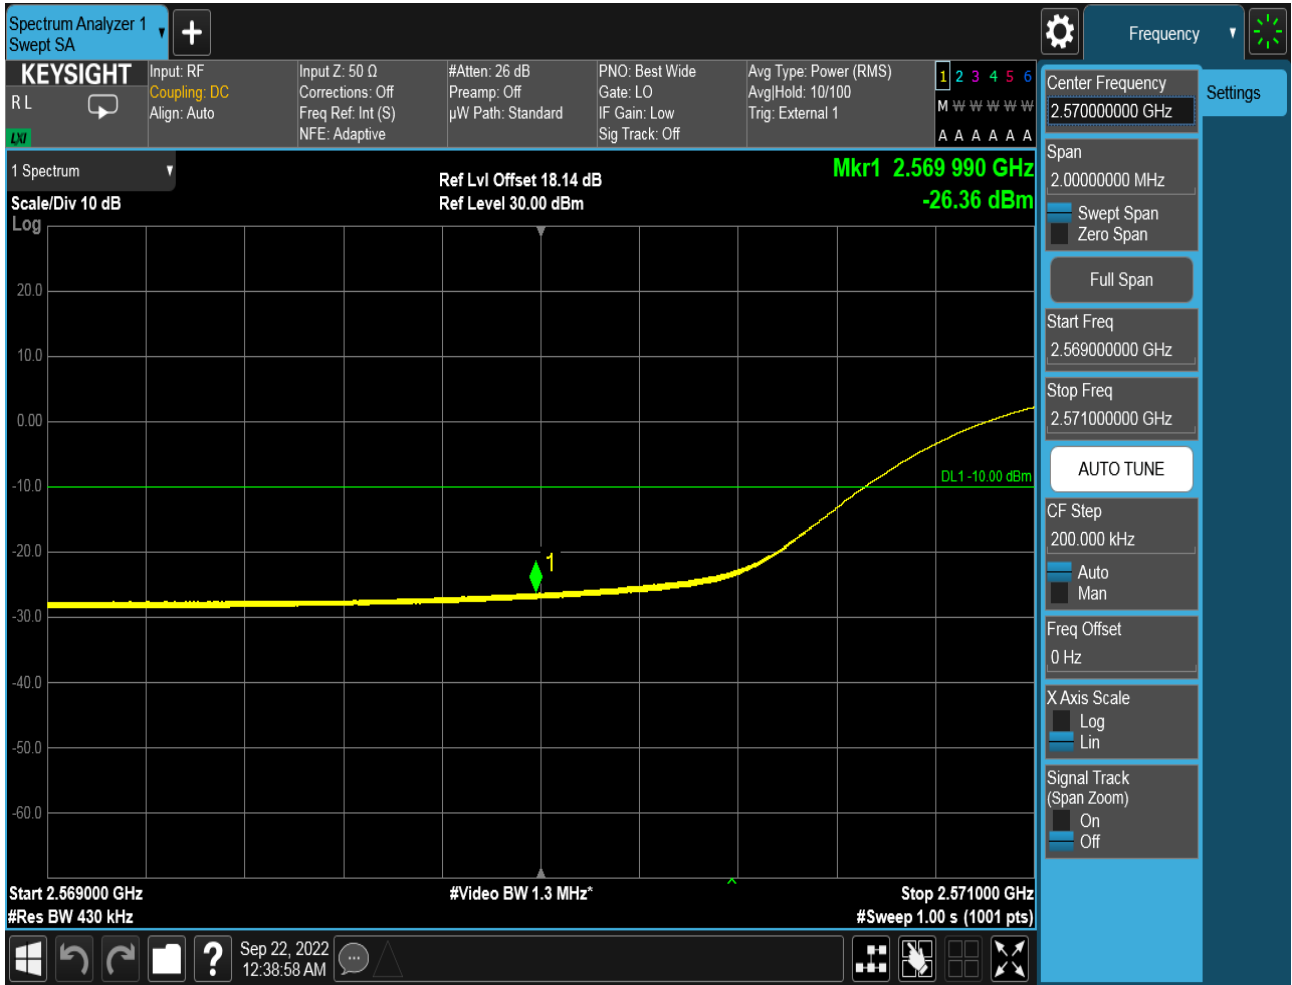 Spectrum Analyzer 1
Swept SA
Frequency
KEYSIGHT
R L
LXI
Input: RF
Coupling: DC
Align: Auto
Input Z: 50 Ω
Corrections: Off
Freq Ref: Int (S)
NFE: Adaptive
#Atten: 26 dB
Preamp: Off
µW Path: Standard
PNO: Best Wide
Gate: LO
IF Gain: Low
Sig Track: Off
Avg Type: Power (RMS)
Avg|Hold: 10/100
Trig: External 1
1 2 3 4 5 6
M W W W W W
A A A A A A
1 Spectrum
Scale/Div 10 dB
Log
Ref Lvl Offset 18.14 dB
Ref Level 30.00 dBm
Mkr1 2.569 990 GHz
-26.36 dBm
20.0
10.0
0.00
-10.0
-20.0
-30.0
-40.0
-50.0
-60.0
DL1 -10.00 dBm
1
Start 2.569000 GHz
#Res BW 430 kHz
#Video BW 1.3 MHz*
Stop 2.571000 GHz
#Sweep 1.00 s (1001 pts)
Sep 22, 2022
12:38:58 AM
Center Frequency
2.570000000 GHz
Settings
Span
2.00000000 MHz
Swept Span
Zero Span
Full Span
Start Freq
2.569000000 GHz
Stop Freq
2.571000000 GHz
AUTO TUNE
CF Step
200.000 kHz
Auto
Man
Freq Offset
0 Hz
X Axis Scale
Log
Lin
Signal Track
(Span Zoom)
On
Off